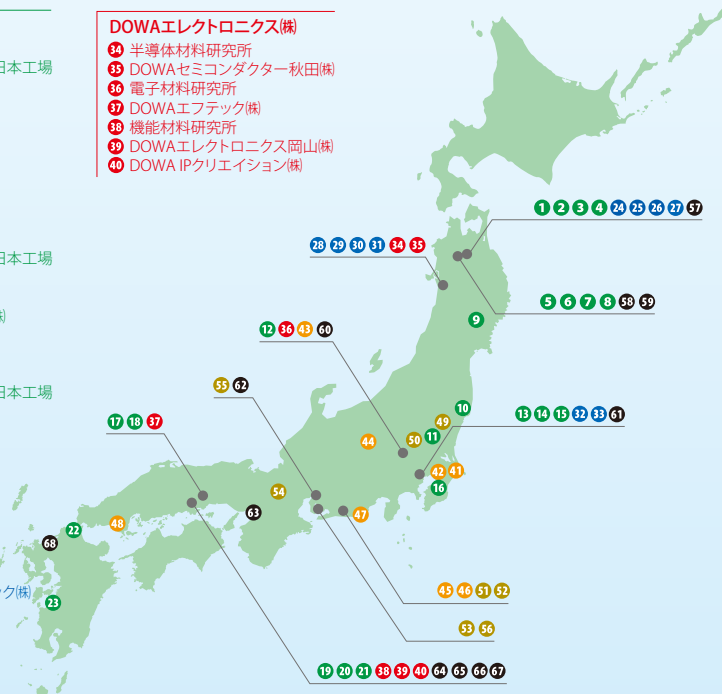 DOWAエレクトロニクス㈱
34 半導体材料研究所
35 DOWAセミコンダクター秋田㈱
36 電子材料研究所
37 DOWAエフテック㈱
38 機能材料研究所
39 DOWAエレクトロニクス岡山㈱
40 DOWA IPクリエイション㈱
日本工場
1 2 3 4 24 25 26 27 57
28 29 30 31 34 35
日本工場
5 6 7 8 58 59
9
㈱
12 36 43 60
55 62
日本工場
10
13 14 15 32 33 61
17 18 37
49
11
50
44
42 41
16
54
63
47
48
22
68
ック㈱
45 46 51 52
23
53 56
19 20 21 38 39 40 64 65 66 67